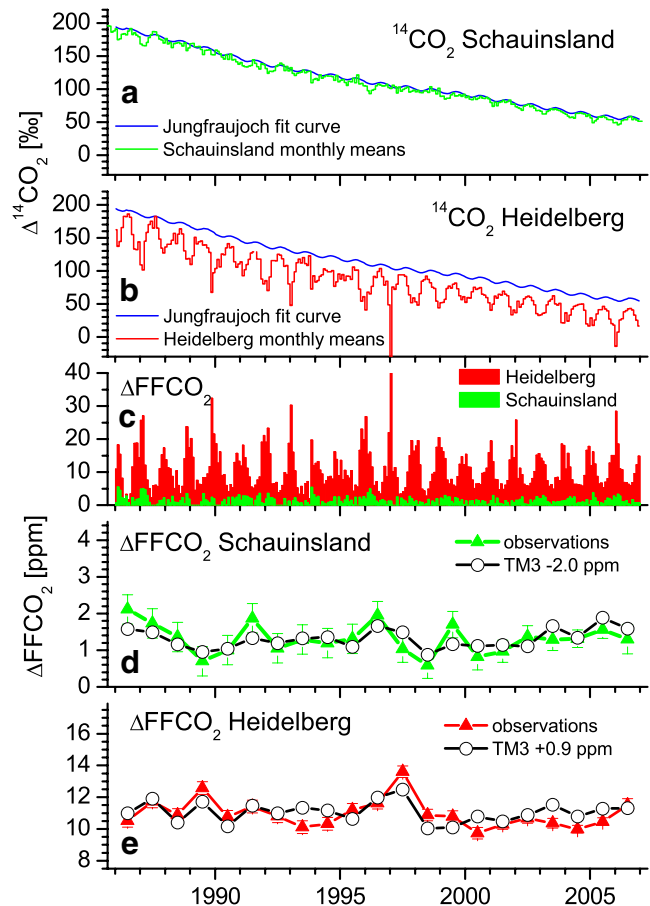 200
150
100
50
0
¹⁴CO₂ Schauinsland
a
Jungfraujoch fit curve
Schauinsland monthly means
Δ¹⁴CO₂ [‰]
200
150
100
50
0
¹⁴CO₂ Heidelberg
b
Jungfraujoch fit curve
Heidelberg monthly means
40
30
20
10
0
ΔFFCO₂
c
Heidelberg
Schauinsland
ΔFFCO₂ [ppm]
4
3
2
1
0
ΔFFCO₂ Schauinsland
observations
TM3 -2.0 ppm
d
16
14
12
10
8
ΔFFCO₂ Heidelberg
observations
TM3 +0.9 ppm
e
1990 1995 2000 2005